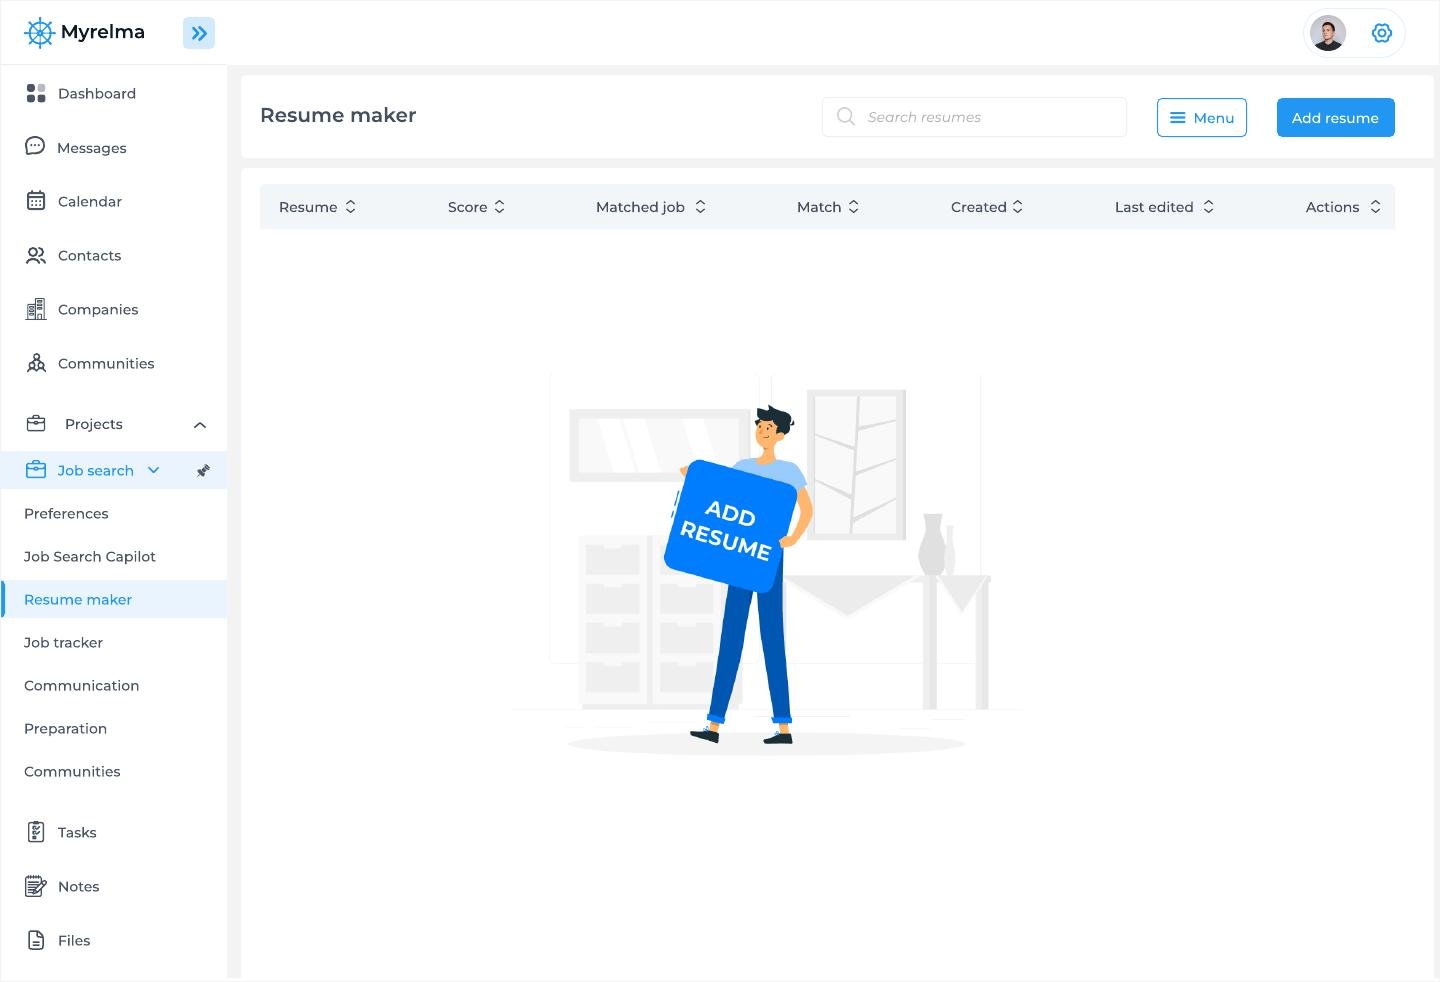 Myrelma
Dashboard
Messages
Calendar
Contacts
Companies
Communities
Projects
Job search
Preferences
Job Search Capilot
Resume maker
Job tracker
Communication
Preparation
Communities
Tasks
Notes
Files
Resume maker
Search resumes
Menu
Add resume
Resume Score Matched job Match Created Last edited Actions
ADD
RESUME